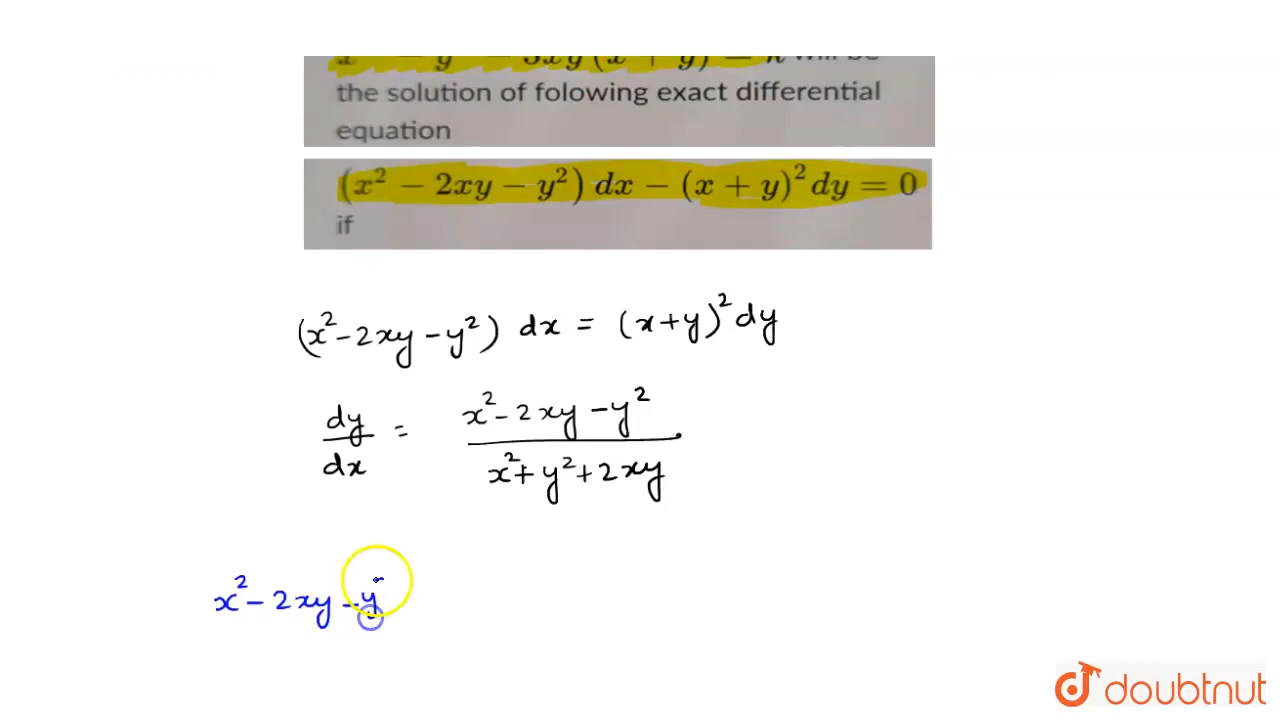 the solution of folowing exact differential
equation
(x² − 2xy − y²) dx − (x + y)² dy = 0
if
(x² − 2xy − y²) dx = (x + y)² dy
dy/dx = (x² − 2xy − y²)/(x² + y² + 2xy)
x² − 2xy − y
doubtnut